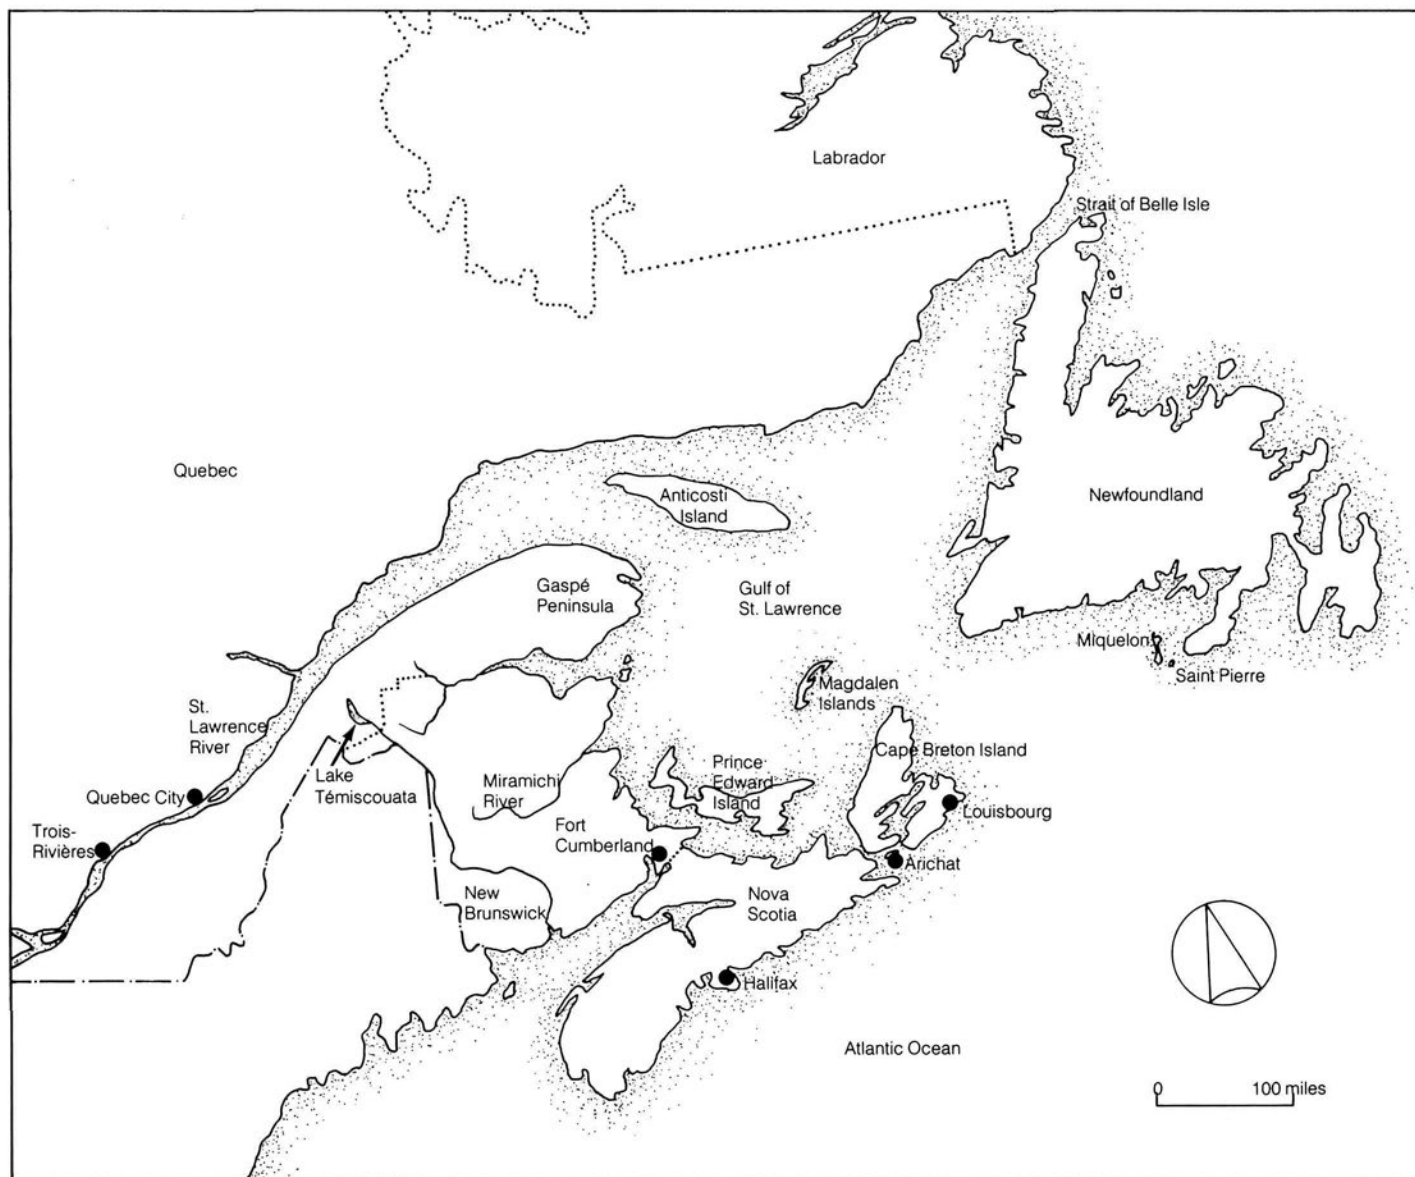 Labrador
Strait of Belle Isle
Quebec
Anticosti
Island
Newfoundland
Gaspé
Peninsula
Gulf of
St. Lawrence
Miquelon
Saint Pierre
Magdalen
Islands
St.
Lawrence
River
Cape Breton Island
Lake
Témiscouata
Miramichi
River
Prince
Edward
Island
Quebec City
Louisbourg
Trois-
Rivières
Fort
Cumberland
Arichat
New
Brunswick
Nova
Scotia
Halifax
Atlantic Ocean
0 100 miles